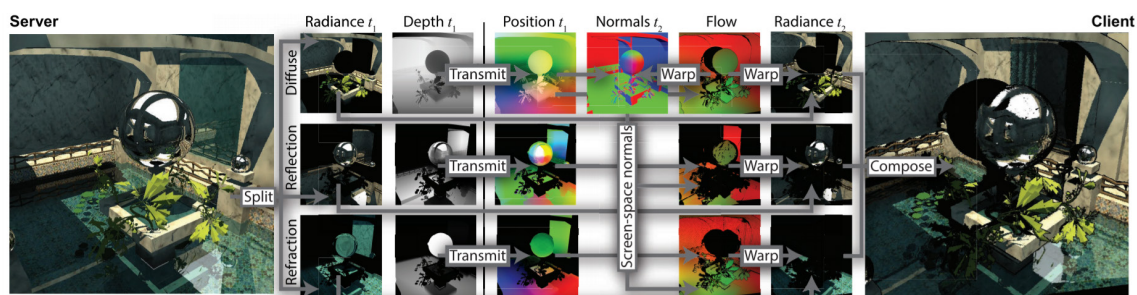 Server
Radiance t1
Depth t1
Position t1
Normals t2
Flow
Radiance t2
Client
Diffuse
Transmit
Warp
Warp
Reflection
Transmit
Warp
Split
Compose
Screen-space normals
Refraction
Transmit
Warp